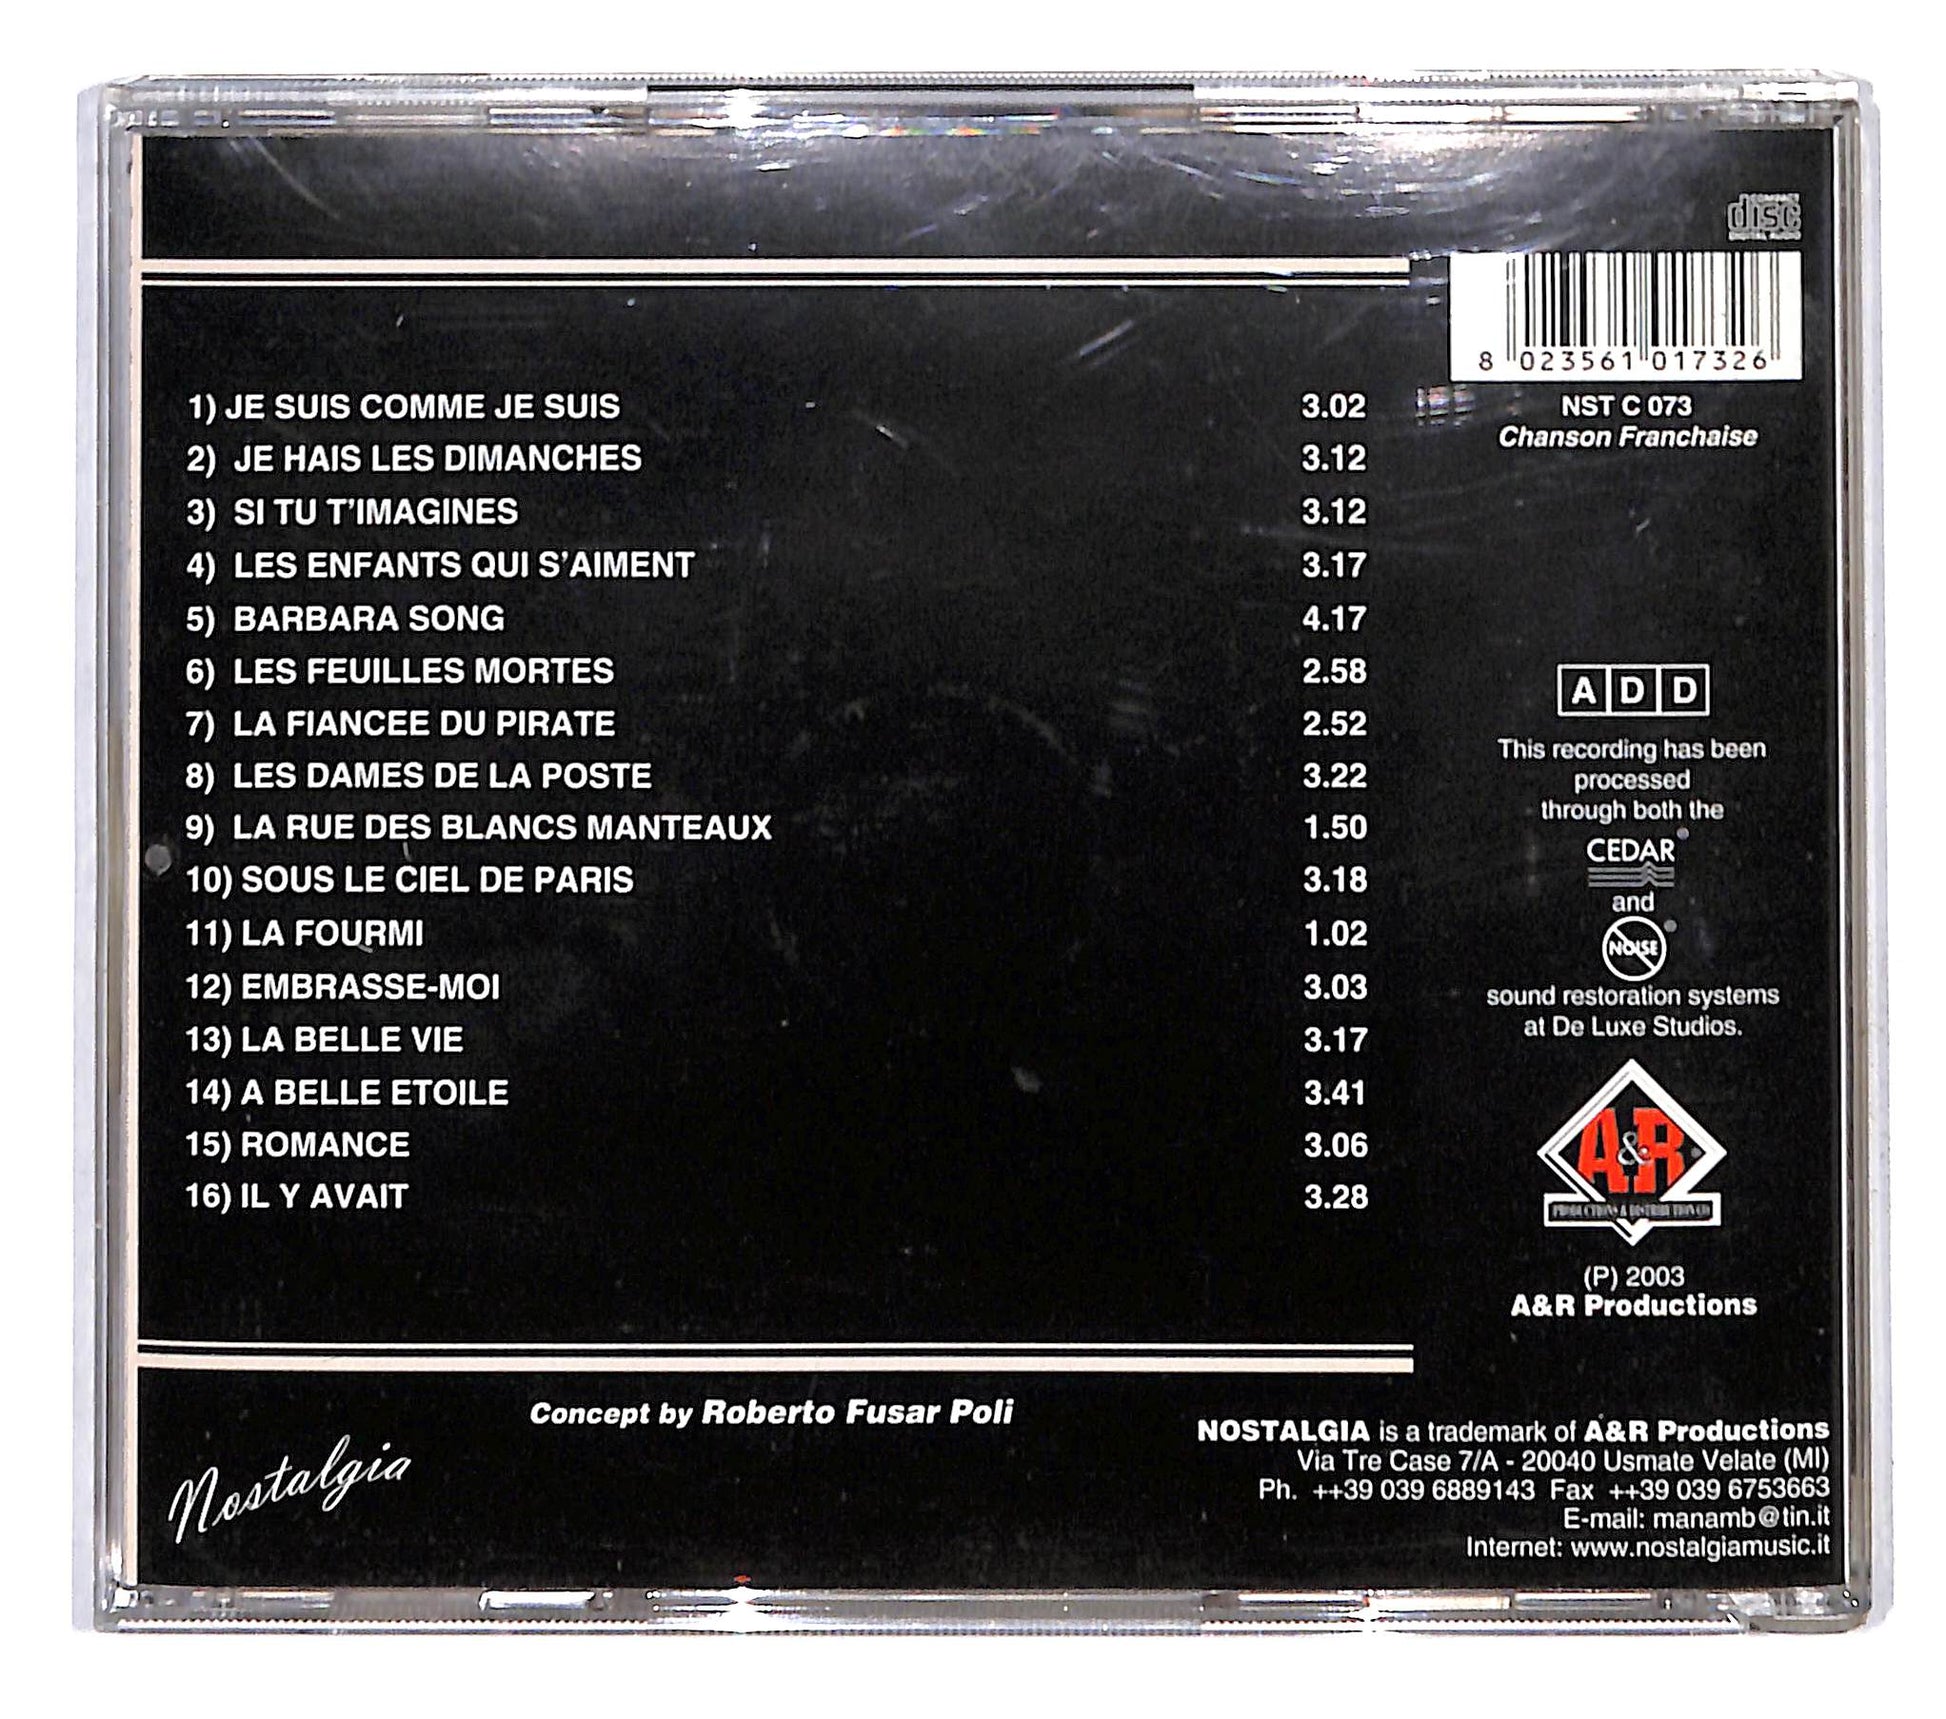 COMPACT
disc
DIGITAL AUDIO
8 023561 017326
NST C 073
Chanson Franchaise
1) JE SUIS COMME JE SUIS 3.02
2) JE HAIS LES DIMANCHES 3.12
3) SI TU T'IMAGINES 3.12
4) LES ENFANTS QUI S'AIMENT 3.17
5) BARBARA SONG 4.17
6) LES FEUILLES MORTES 2.58
7) LA FIANCEE DU PIRATE 2.52
8) LES DAMES DE LA POSTE 3.22
9) LA RUE DES BLANCS MANTEAUX 1.50
10) SOUS LE CIEL DE PARIS 3.18
11) LA FOURMI 1.02
12) EMBRASSE-MOI 3.03
13) LA BELLE VIE 3.17
14) A BELLE ETOILE 3.41
15) ROMANCE 3.06
16) IL Y AVAIT 3.28
A D D
This recording has been
processed
through both the
CEDAR
and
NOISE
sound restoration systems
at De Luxe Studios.
A&R
PRODUCTIONS & DISTRIBUTION CO
(P) 2003
A&R Productions
Concept by Roberto Fusar Poli
Nostalgia
NOSTALGIA is a trademark of A&R Productions
Via Tre Case 7/A - 20040 Usmate Velate (MI)
Ph. ++39 039 6889143 Fax ++39 039 6753663
E-mail: manamb@tin.it
Internet: www.nostalgiamusic.it